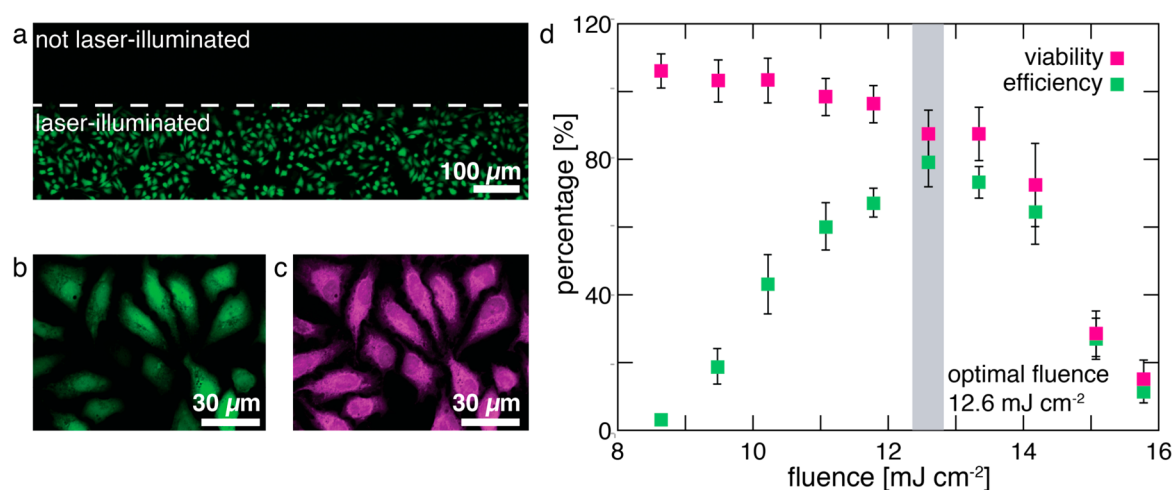 a
not laser-illuminated
laser-illuminated
100 µm
b
30 µm
c
30 µm
d
120
80
40
0
percentage [%]
viability
efficiency
optimal fluence
12.6 mJ cm⁻²
8
10
12
14
16
fluence [mJ cm⁻²]